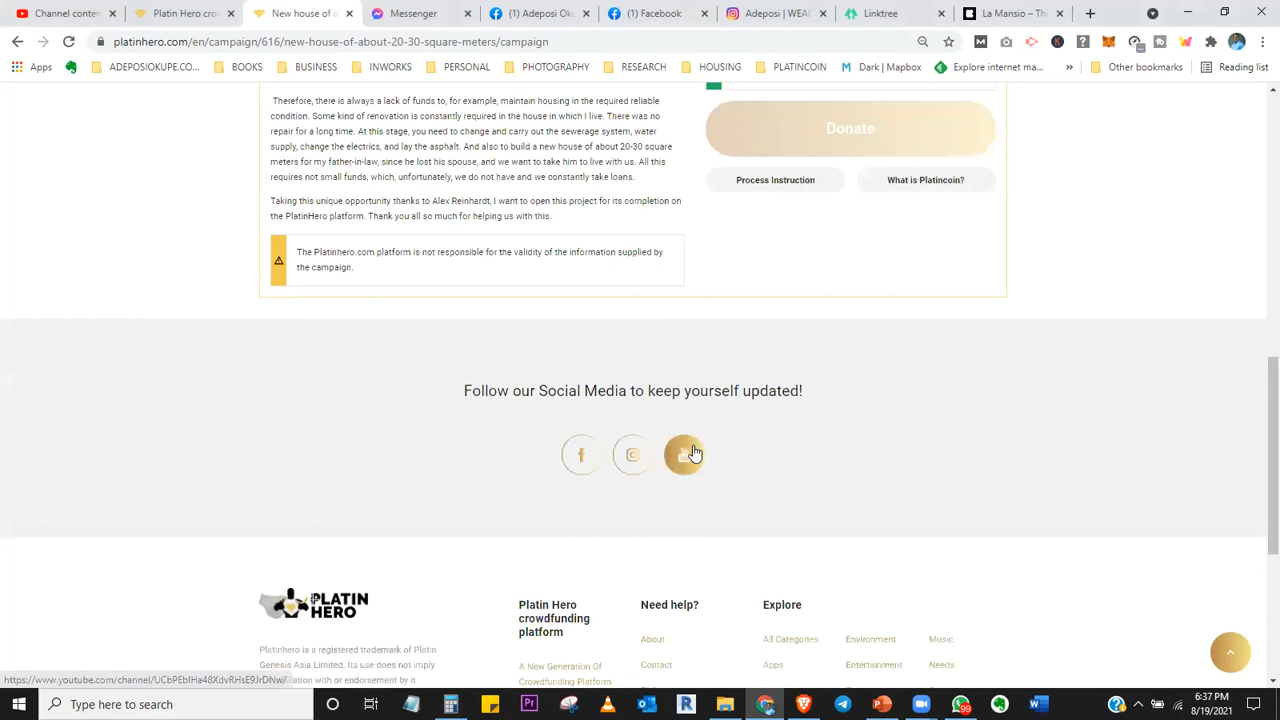 Channel content
Platin Hero cro
New house of a
Messenger
(1) Adeposi Ok
(1) Facebook
Adeposi | WEA
Linktree
La Mansio – Th
platinhero.com/en/campaign/616/new-house-of-about-20-30-square-meters/campaign
Apps
ADEPOSIOKUPE.CO...
BOOKS
BUSINESS
INWORKS
PERSONAL
PHOTOGRAPHY
RESEARCH
HOUSING
PLATINCOIN
Dark | Mapbox
Explore internet ma...
»
Other bookmarks
Reading list
Therefore, there is always a lack of funds to, for example, maintain housing in the required reliable
condition. Some kind of renovation is constantly required in the house in which I live. There was no
repair for a long time. At this stage, you need to change and carry out the sewerage system, water
supply, change the electrics, and lay the asphalt. And also to build a new house of about 20-30 square
meters for my father-in-law, since he lost his spouse, and we want to take him to live with us. All this
requires not small funds, which, unfortunately, we do not have and we constantly take loans.
Taking this unique opportunity thanks to Alex Reinhardt, I want to open this project for its completion
on the PlatinHero platform. Thank you all so much for helping us with this.
The Platinhero.com platform is not responsible for the validity of the information supplied by
the campaign.
Donate
Process Instruction
What is Platincoin?
Follow our Social Media to keep yourself updated!
PLATIN
HERO
Platinhero is a registered trademark of Platin
Genesis Asia Limited. Its use does not imply
affiliation with or endorsement by it
Platin Hero
crowdfunding
platform
A New Generation Of
Crowdfunding Platform
Need help?
About
Contact
Explore
All Categories
Environment
Music
Apps
Entertainment
Needs
Type here to search
99
6:37 PM
8/19/2021